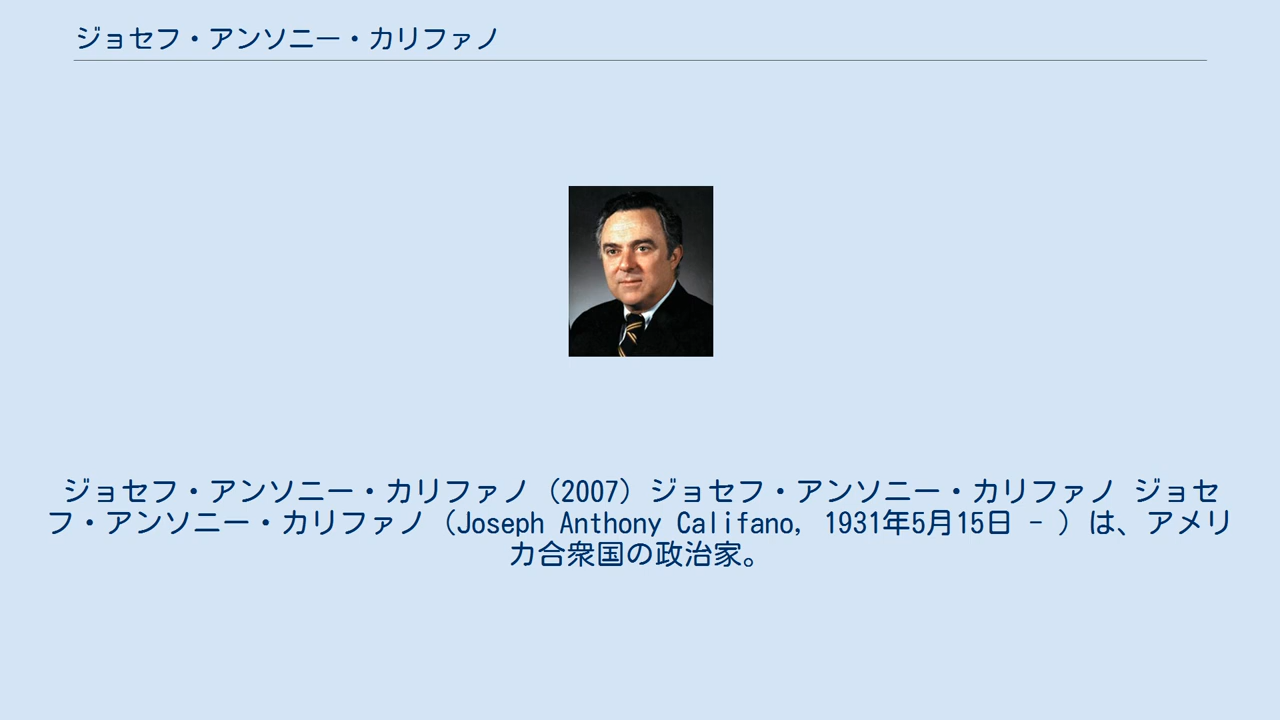 ジョセフ・アンソニー・カリファノ
ジョセフ・アンソニー・カリファノ（2007）ジョセフ・アンソニー・カリファノ ジョセ
フ・アンソニー・カリファノ（Joseph Anthony Califano, 1931年5月15日 - ）は、アメリ
カ合衆国の政治家。